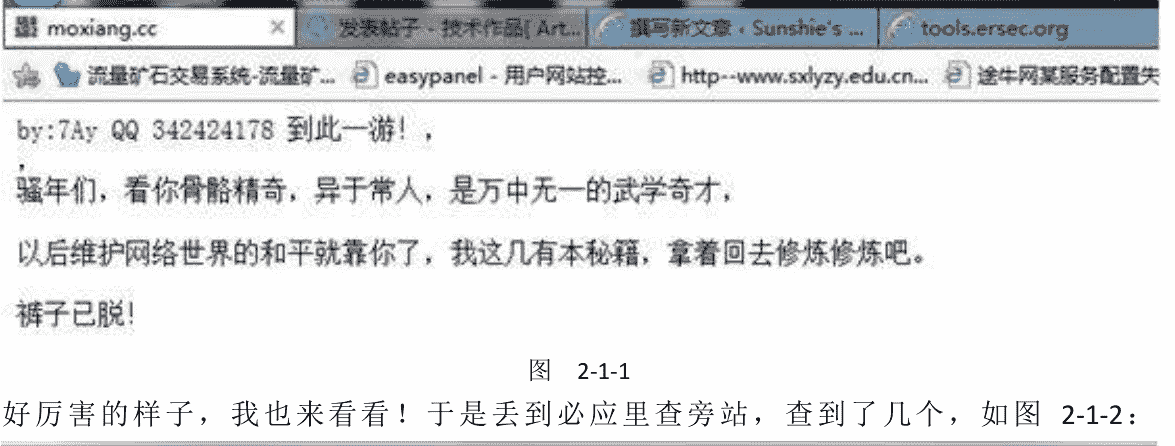 moxiang.cc × 发表帖子 - 技术作品[ Art... 撰写新文章 ‹ Sunshie's ... tools.ersec.org
流量矿石交易系统-流量矿... easypanel - 用户网站控... http--www.sxlyzy.edu.cn... 途牛网某服务配置失
by:7Ay QQ 342424178 到此一游！，
，
骚年们，看你骨骼精奇，异于常人，是万中无一的武学奇才，
以后维护网络世界的和平就靠你了，我这几有本秘籍，拿着回去修炼修炼吧。
裤子已脱！
图 2-1-1
好厉害的样子，我也来看看！于是丢到必应里查旁站，查到了几个，如图 2-1-2：